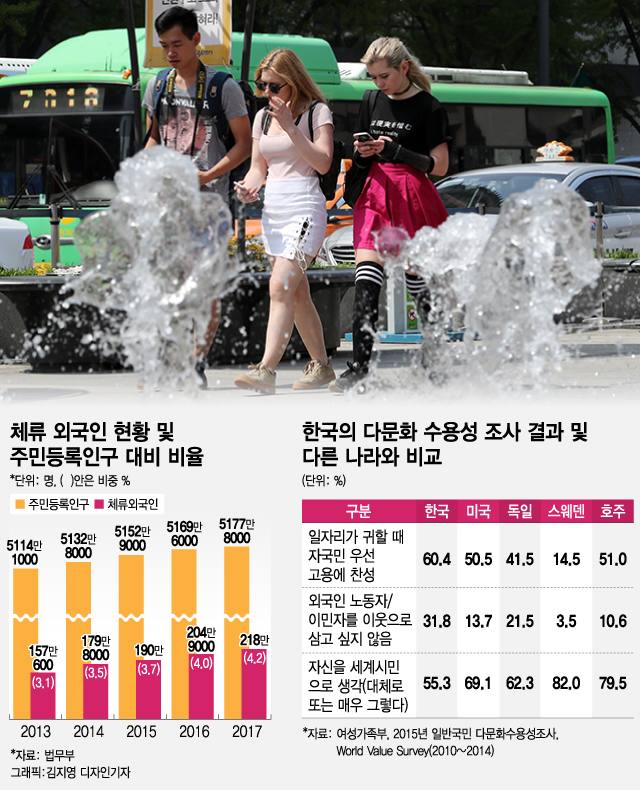 찾혀라!
7018
PYONWALK
체류 외국인 현황 및
주민등록인구 대비 비율
*단위: 명, ( )안은 비중 %
주민등록인구 체류외국인
5114만
1000
5132만
8000
5152만
9000
5169만
6000
5177만
8000
157만
600
(3.1)
179만
8000
(3.5)
190만
(3.7)
204만
9000
(4.0)
218만
(4.2)
2013 2014 2015 2016 2017
*자료: 법무부
그래픽:김지영 디자인기자
한국의 다문화 수용성 조사 결과 및
다른 나라와 비교
(단위: %)
구분 한국 미국 독일 스웨덴 호주
일자리가 귀할 때
자국민 우선
고용에 찬성
60.4 50.5 41.5 14.5 51.0
외국인 노동자/
이민자를 이웃으로
삼고 싶지 않음
31.8 13.7 21.5 3.5 10.6
자신을 세계시민
으로 생각(대체로
또는 매우 그렇다)
55.3 69.1 62.3 82.0 79.5
*자료: 여성가족부, 2015년 일반국민 다문화수용성조사,
World Value Survey(2010~2014)